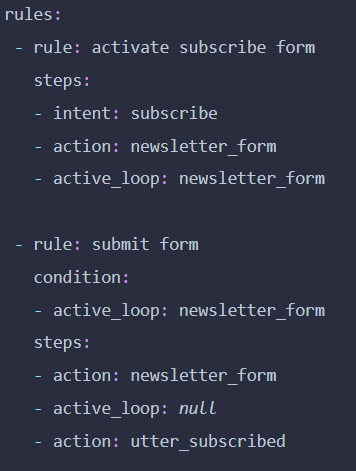 rules:
  - rule: activate subscribe form
    steps:
    - intent: subscribe
    - action: newsletter_form
    - active_loop: newsletter_form

  - rule: submit form
    condition:
    - active_loop: newsletter_form
    steps:
    - action: newsletter_form
    - active_loop: null
    - action: utter_subscribed